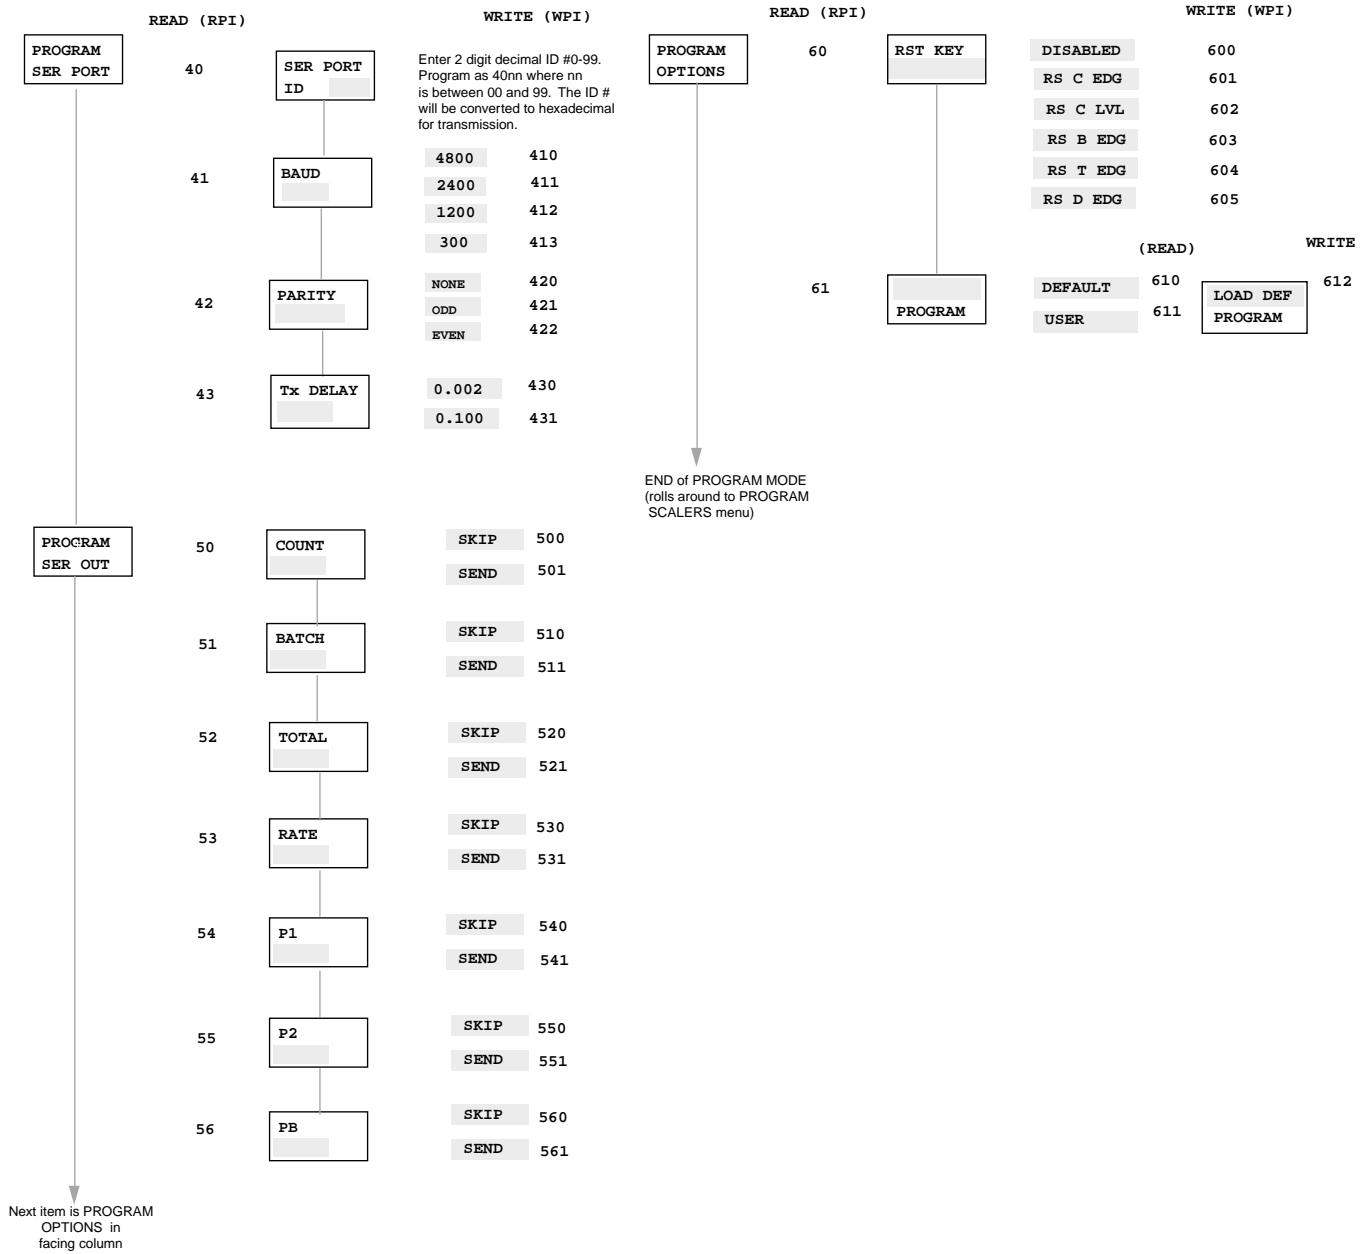 READ (RPI)
WRITE (WPI)
PROGRAM
SER PORT
40
SER PORT
ID
Enter 2 digit decimal ID #0-99.
Program as 40nn where nn
is between 00 and 99. The ID #
will be converted to hexadecimal
for transmission.
41
BAUD
4800 410
2400 411
1200 412
300 413
42
PARITY
NONE 420
ODD 421
EVEN 422
43
Tx DELAY
0.002 430
0.100 431
PROGRAM
SER OUT
50
COUNT
SKIP 500
SEND 501
51
BATCH
SKIP 510
SEND 511
52
TOTAL
SKIP 520
SEND 521
53
RATE
SKIP 530
SEND 531
54
P1
SKIP 540
SEND 541
55
P2
SKIP 550
SEND 551
56
PB
SKIP 560
SEND 561
Next item is PROGRAM
OPTIONS in
facing column
READ (RPI)
WRITE (WPI)
PROGRAM
OPTIONS
60
RST KEY
DISABLED 600
RS C EDG 601
RS C LVL 602
RS B EDG 603
RS T EDG 604
RS D EDG 605
(READ)
WRITE
61
PROGRAM
DEFAULT 610
USER 611
LOAD DEF
PROGRAM
612
END of PROGRAM MODE
(rolls around to PROGRAM
SCALERS menu)